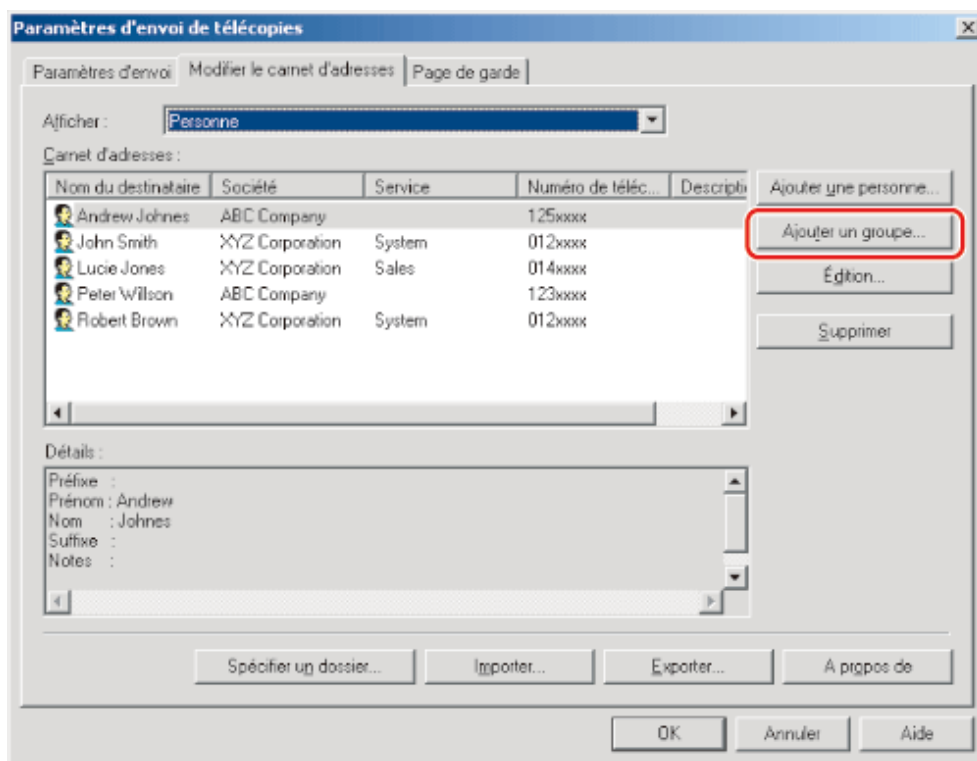 Paramètres d'envoi de télécopies
Paramètres d'envoi Modifier le carnet d'adresses Page de garde
Afficher : Personne
Carnet d'adresses :
Nom du destinataire Société Service Numéro de téléc... Descripti
Andrew Johnes ABC Company 125xxxx
John Smith XYZ Corporation System 012xxxx
Lucie Jones XYZ Corporation Sales 014xxxx
Peter Willson ABC Company 123xxxx
Robert Brown XYZ Corporation System 012xxxx
Ajouter une personne...
Ajouter un groupe...
Édition...
Supprimer
Détails :
Préfixe :
Prénom : Andrew
Nom : Johnes
Suffixe :
Notes :
Spécifier un dossier... Importer... Exporter... A propos de
OK Annuler Aide